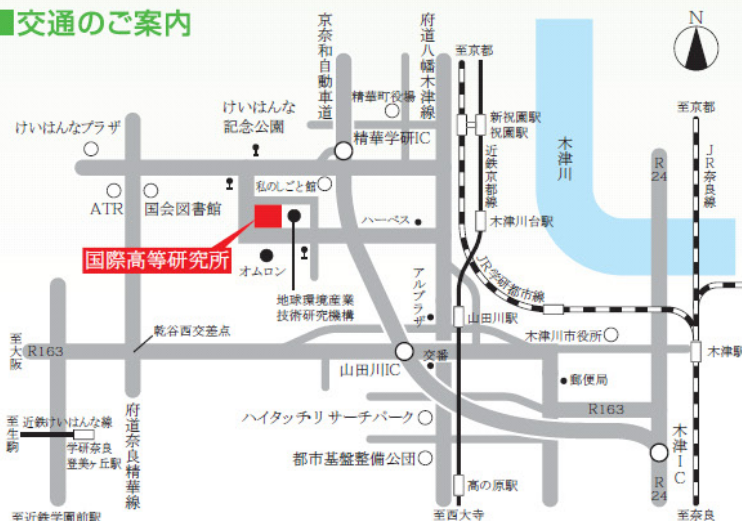 交通のご案内
京奈和自動車道
府道八幡木津線
至京都
N
精華町役場
新祝園駅
祝園駅
至京都
けいはんな
記念公園
けいはんなプラザ
精華学研IC
近鉄京都線
木津川
R
24
JR奈良線
私のしごと館
ATR
国会図書館
ハーベス
木津川台駅
国際高等研究所
オムロン
地球環境産業
技術研究機構
アルプラザ
JR学研都市線
山田川駅
乾谷西交差点
至大阪
R163
木津川市役所
木津駅
山田川IC
交番
郵便局
R163
至生駒
近鉄けいはんな線
学研奈良
登美ヶ丘駅
府道奈良精華線
ハイタッチ・リサーチパーク
都市基盤整備公団
木津IC
高の原駅
R
24
至近鉄学園前駅
至西大寺
至奈良